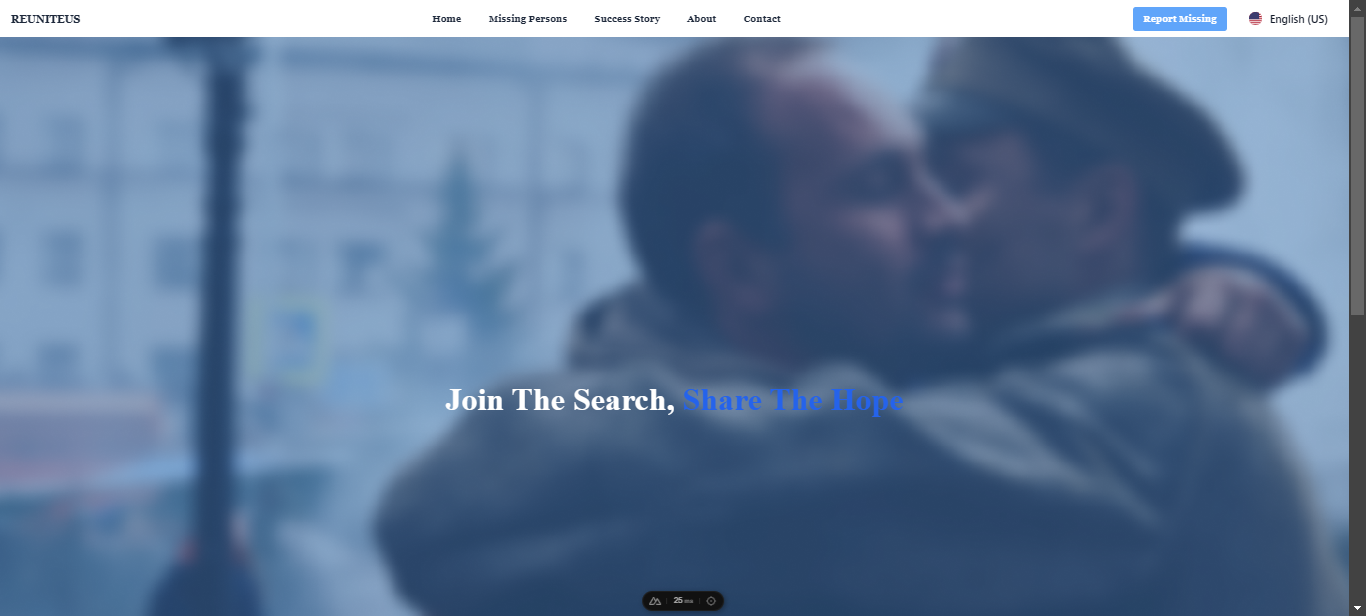 REUNITEUS
Home Missing Persons Success Story About Contact
Report Missing
English (US)
Join The Search, Share The Hope
25 ms